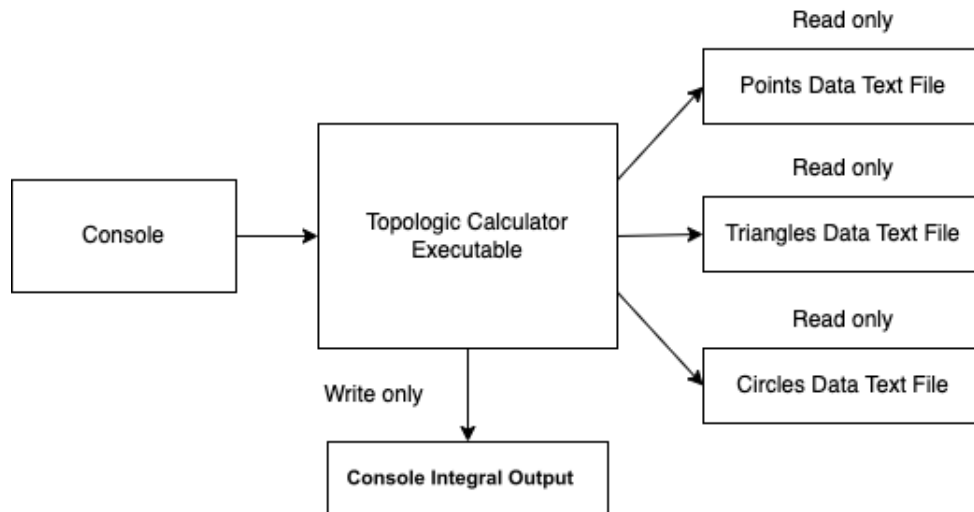 Read only
Points Data Text File
Read only
Console
Topologic Calculator
Executable
Triangles Data Text File
Read only
Circles Data Text File
Write only
Console Integral Output